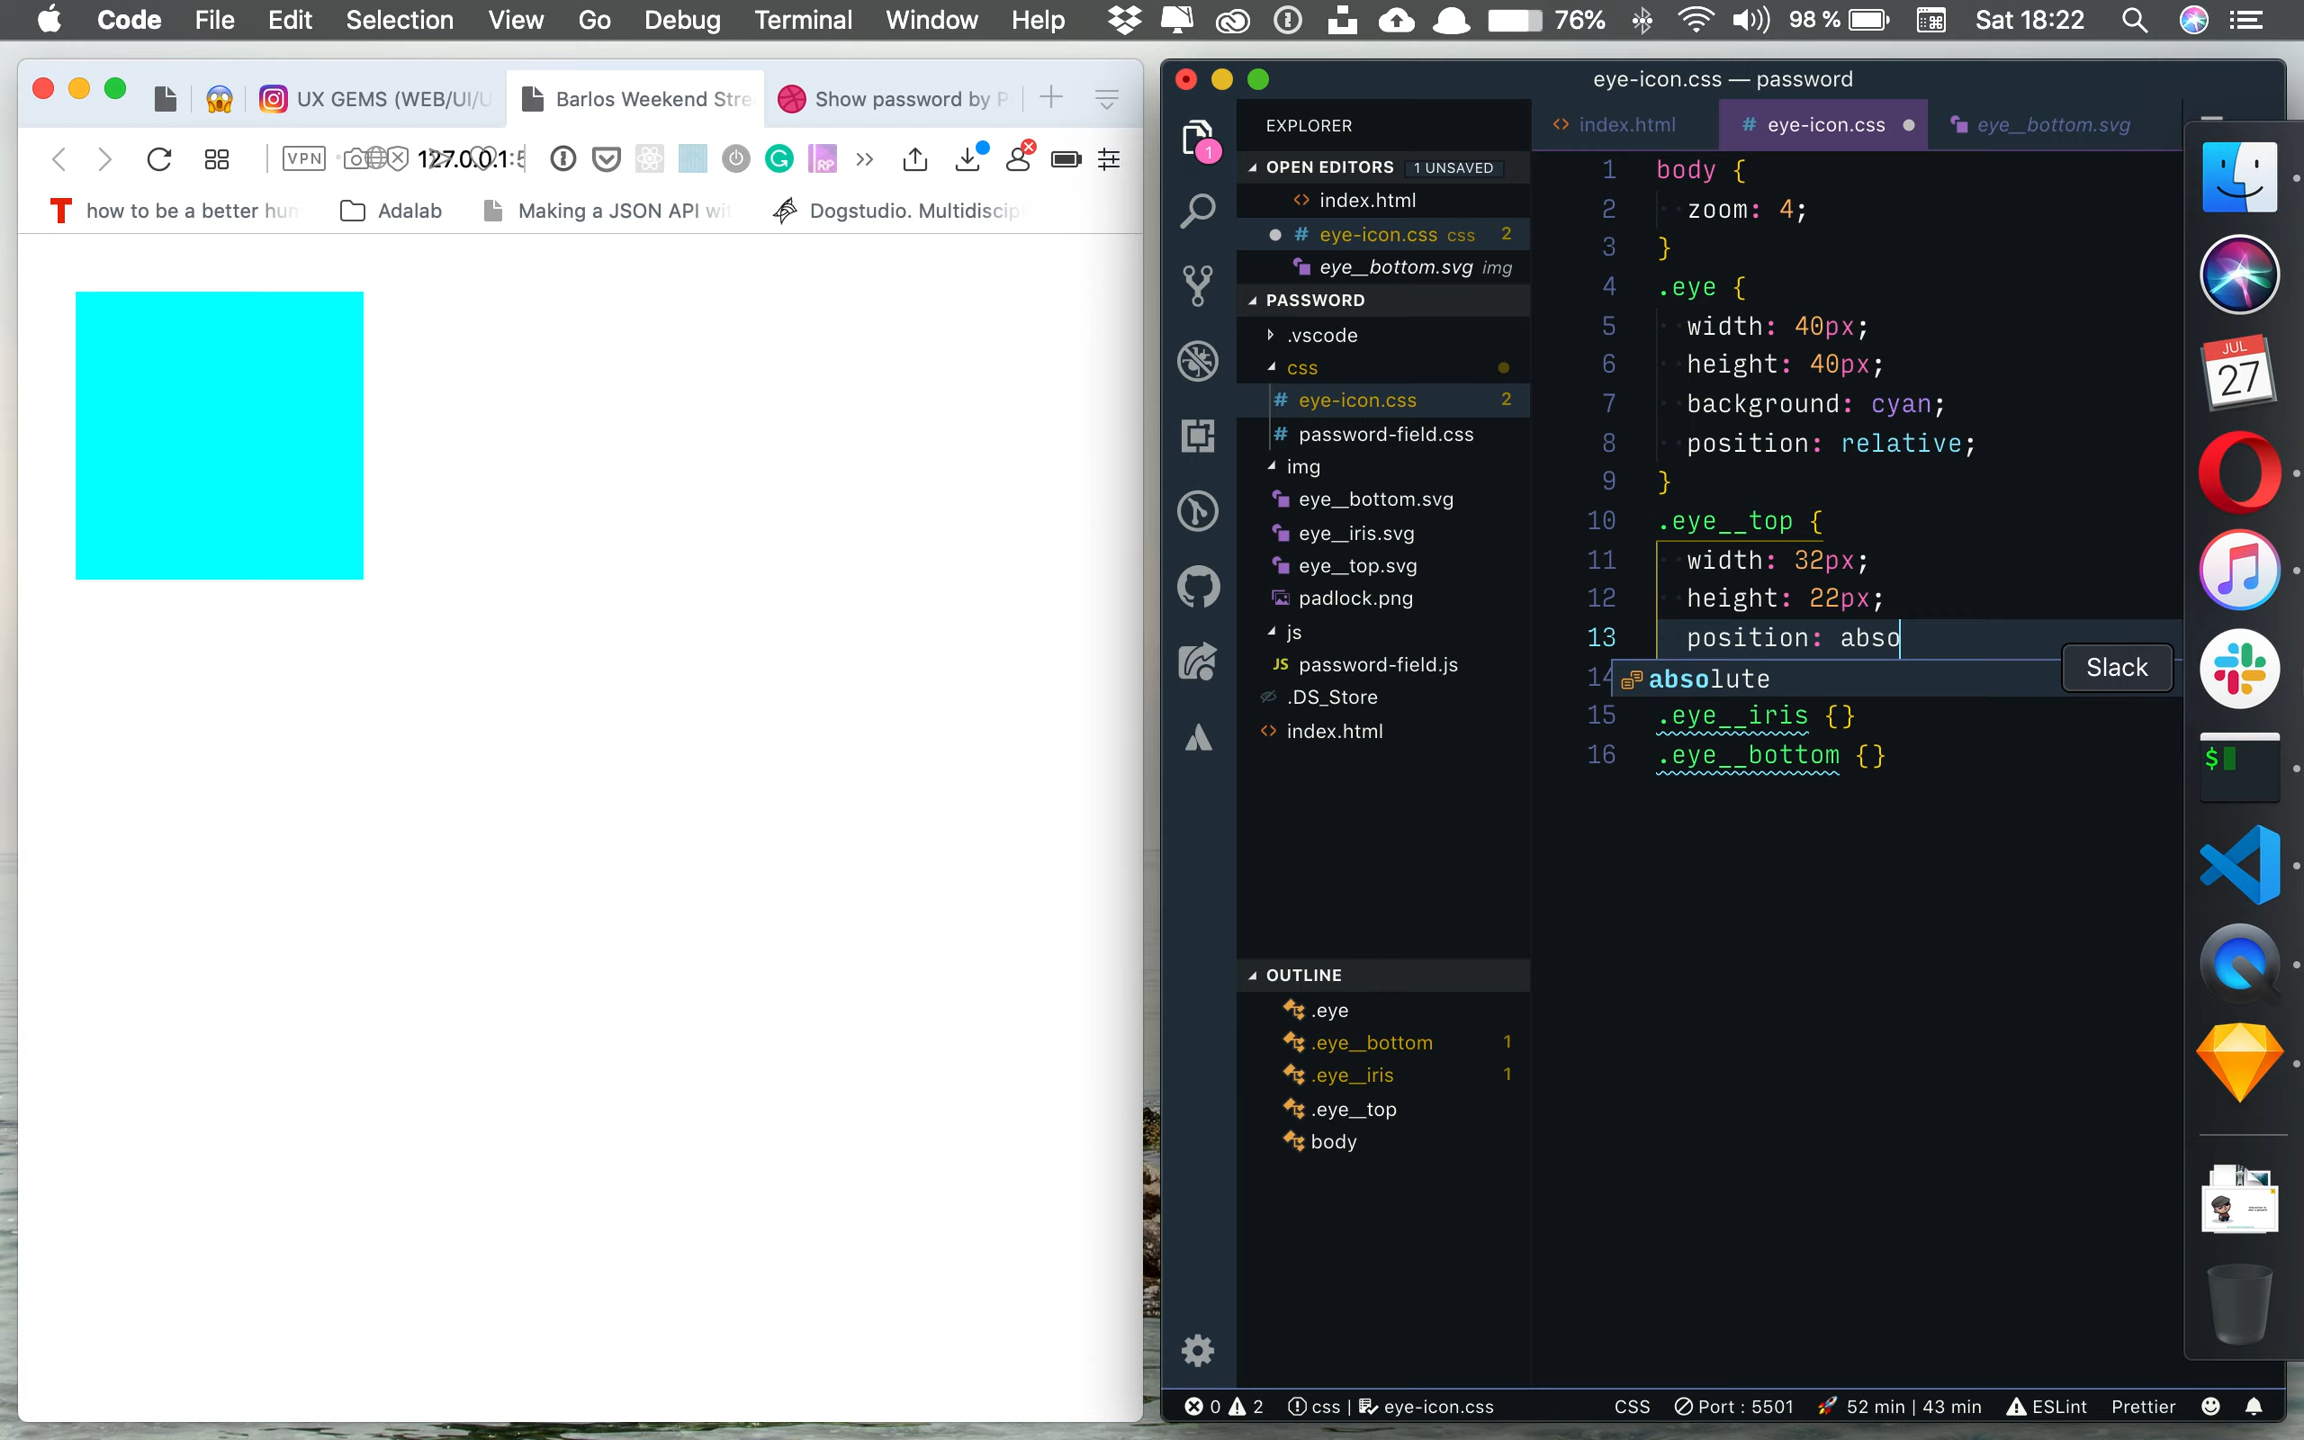 Code File Edit Selection View Go Debug Terminal Window Help 76% 98 % Sat 18:22
UX GEMS (WEB/UI/U
Barlos Weekend Stre
Show password by P
VPN 127.0.0.1:5
how to be a better hum
Adalab
Making a JSON API wit
Dogstudio. Multidiscip
eye-icon.css — password
EXPLORER
OPEN EDITORS 1 UNSAVED
index.html
eye-icon.css css 2
eye__bottom.svg img
PASSWORD
.vscode
css
eye-icon.css 2
password-field.css
img
eye__bottom.svg
eye__iris.svg
eye__top.svg
padlock.png
js
JS password-field.js
.DS_Store
index.html
OUTLINE
.eye
.eye__bottom 1
.eye__iris 1
.eye__top
body
index.html
# eye-icon.css
eye__bottom.svg
1 body {
2 zoom: 4;
3 }
4 .eye {
5 width: 40px;
6 height: 40px;
7 background: cyan;
8 position: relative;
9 }
10 .eye__top {
11 width: 32px;
12 height: 22px;
13 position: abso
absolute
15 .eye__iris {}
16 .eye__bottom {}
Slack
JUL
27
0 2 css | eye-icon.css CSS Port : 5501 52 min | 43 min ESLint Prettier